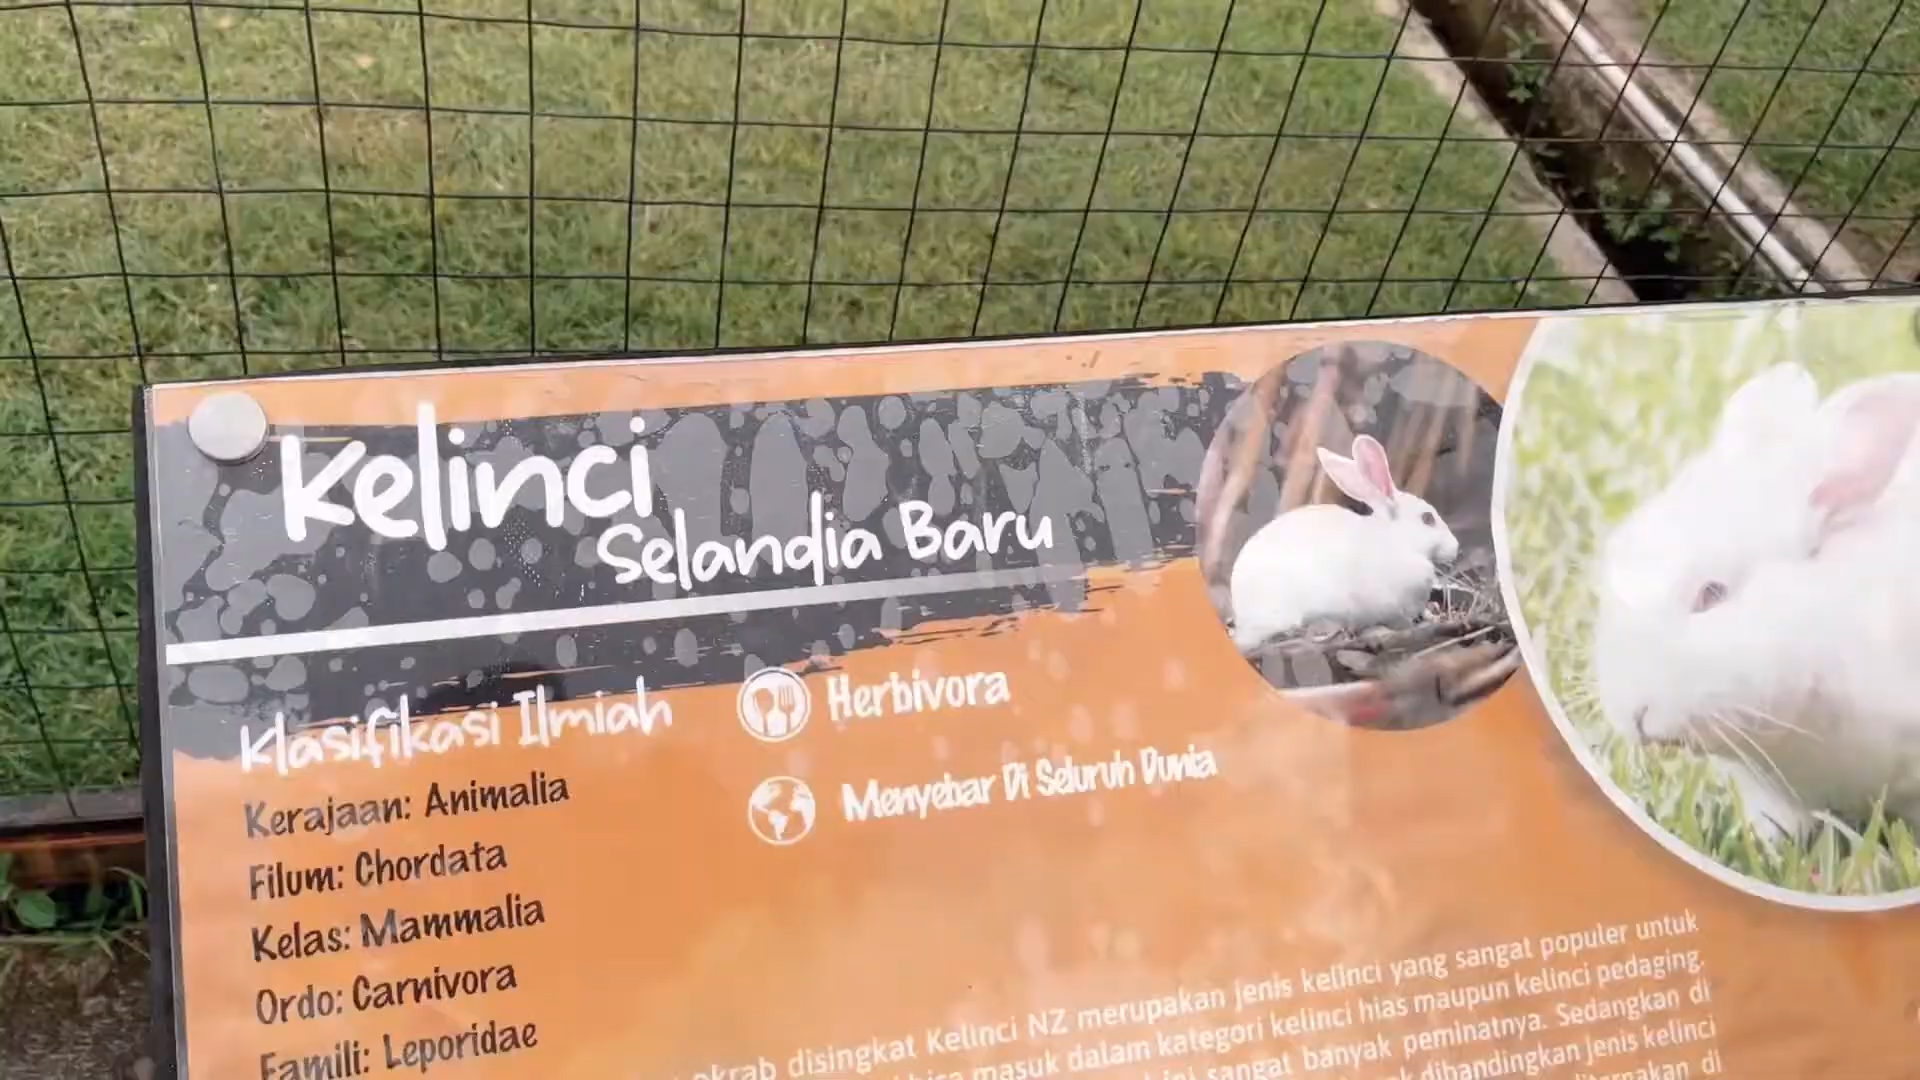 Kelinci
Selandia Baru
Klasifikasi Ilmiah
Kerajaan: Animalia
Filum: Chordata
Kelas: Mammalia
Ordo: Carnivora
Famili: Leporidae
Herbivora
Menyebar Di Seluruh Dunia
disingkat Kelinci NZ merupakan jenis kelinci yang sangat populer untuk
masuk dalam kategori kelinci hias maupun kelinci pedaging.
sangat banyak peminatnya. Sedangkan di
dibandingkan jenis kelinci
di